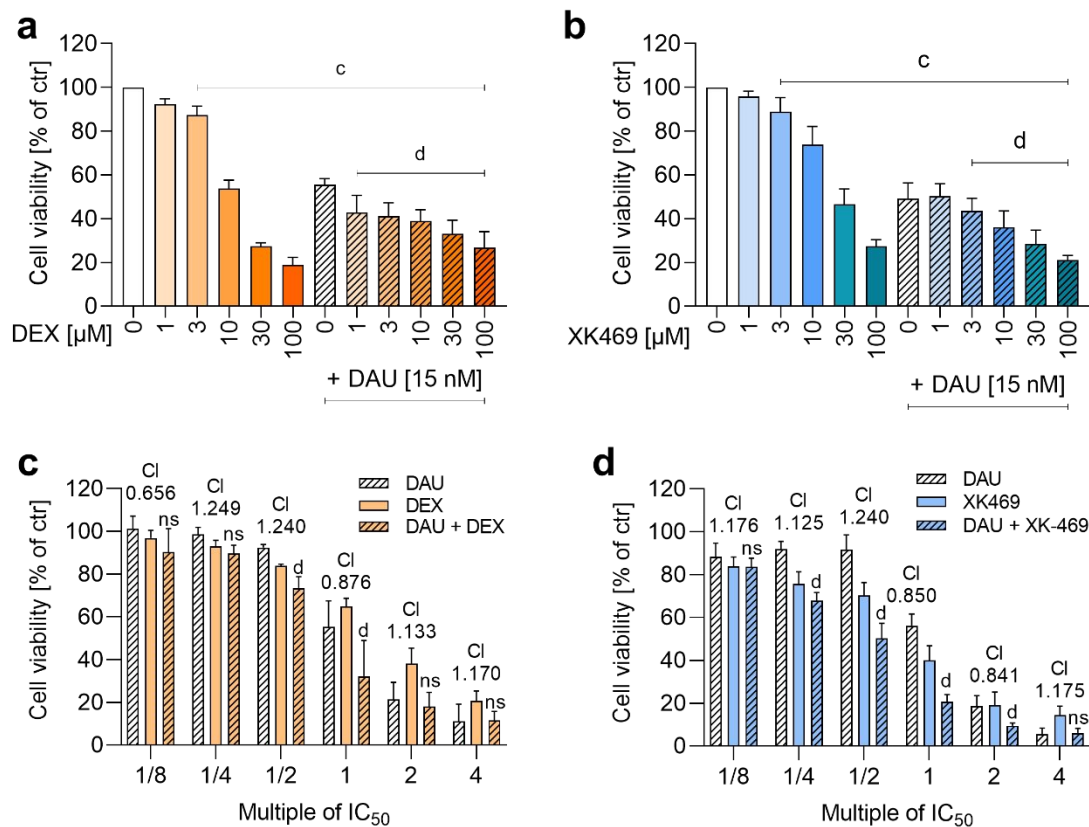 a
Cell viability [% of ctr]
120
100
80
60
40
20
0
c
d
DEX [µM]
0
1
3
10
30
100
0
1
3
10
30
100
+ DAU [15 nM]
b
Cell viability [% of ctr]
120
100
80
60
40
20
0
c
d
XK469 [µM]
0
1
3
10
30
100
0
1
3
10
30
100
+ DAU [15 nM]
c
Cell viability [% of ctr]
120
100
80
60
40
20
0
CI
0.656
ns
CI
1.249
ns
CI
1.240
d
CI
0.876
d
CI
1.133
ns
CI
1.170
ns
DAU
DEX
DAU + DEX
1/8
1/4
1/2
1
2
4
Multiple of IC50
d
Cell viability [% of ctr]
120
100
80
60
40
20
0
CI
1.176
ns
CI
1.125
d
CI
1.240
d
CI
0.850
d
CI
0.841
d
CI
1.175
ns
DAU
XK469
DAU + XK-469
1/8
1/4
1/2
1
2
4
Multiple of IC50